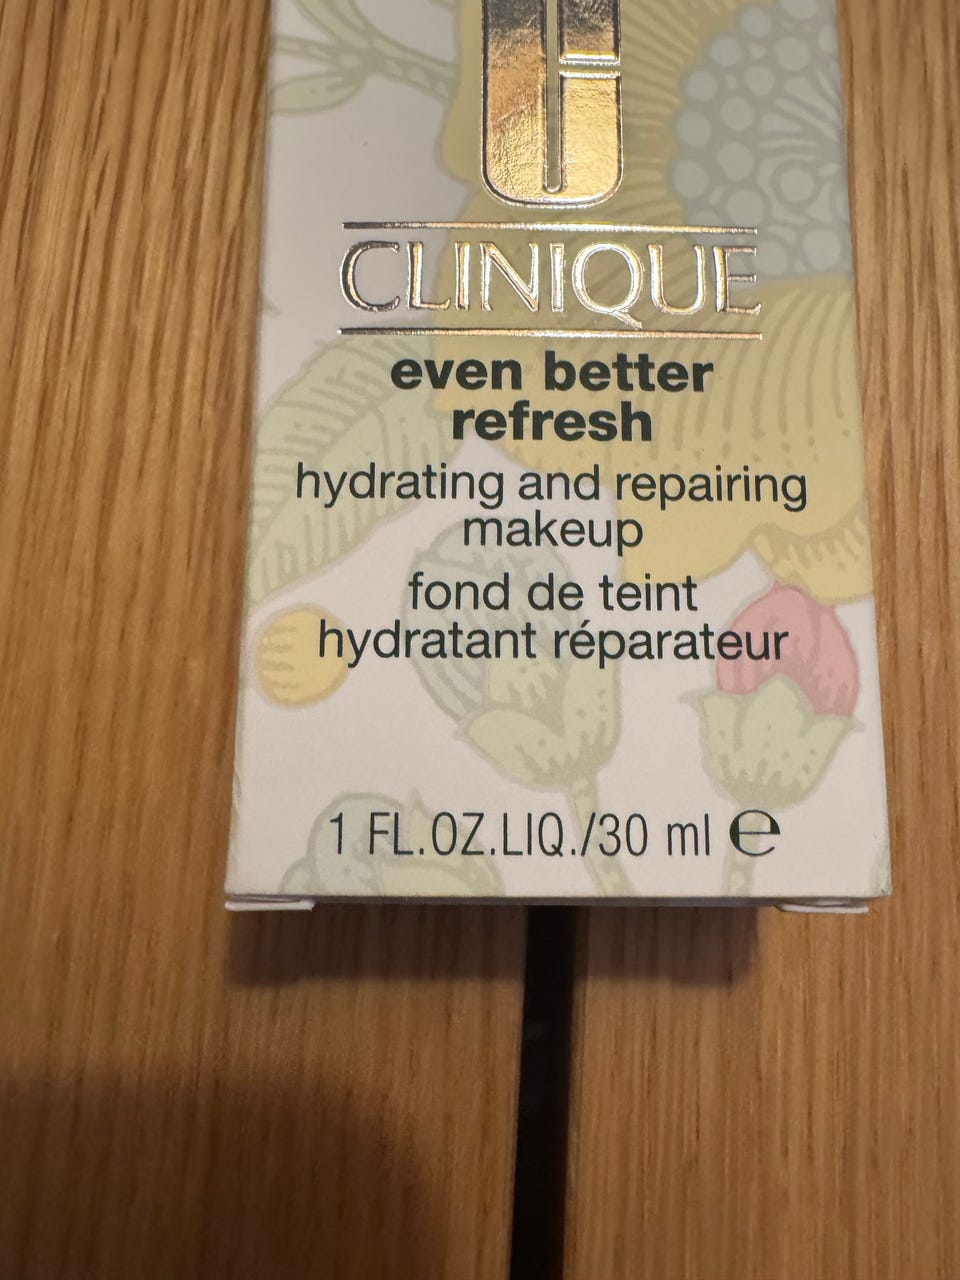 CLINIQUE
even better
refresh
hydrating and repairing
makeup
fond de teint
hydratant réparateur
1 FL.OZ.LIQ./30 ml ℮